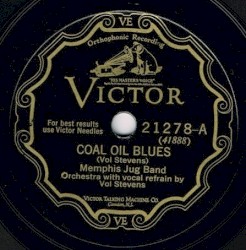 VE
Orthophonic Recording
"HIS MASTER'S VOICE"
VICTOR
For best results
use Victor Needles
21278-A
(41888)
COAL OIL BLUES
(Vol Stevens)
Memphis Jug Band
Orchestra with vocal refrain by
Vol Stevens
VICTOR TALKING MACHINE CO
Camden, N.J.
VE